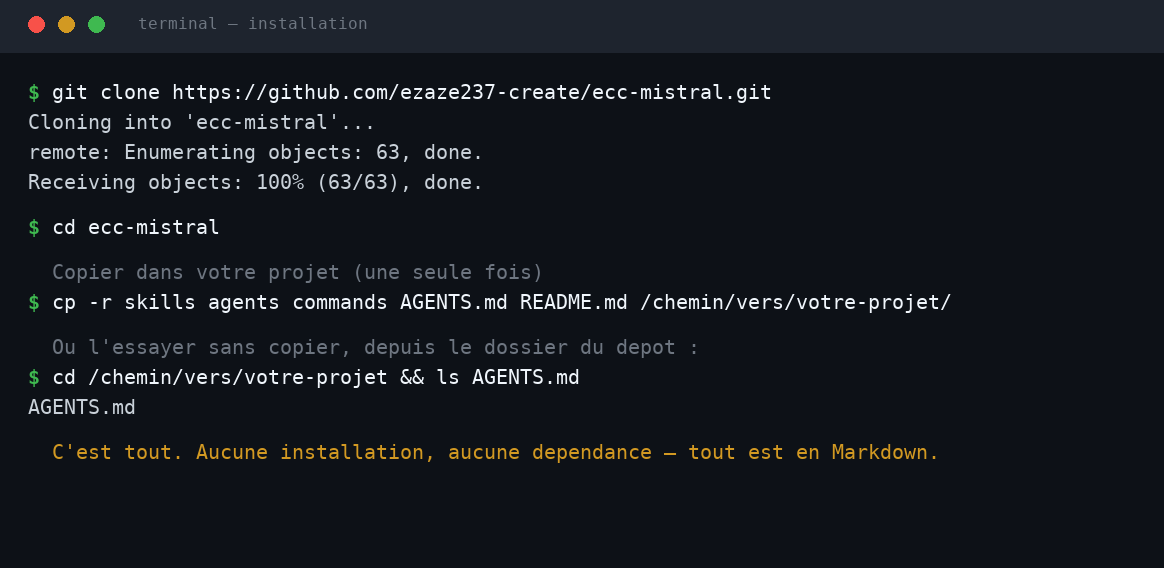 terminal — installation
$ git clone https://github.com/ezaze237-create/ecc-mistral.git
Cloning into 'ecc-mistral'...
remote: Enumerating objects: 63, done.
Receiving objects: 100% (63/63), done.
$ cd ecc-mistral
Copier dans votre projet (une seule fois)
$ cp -r skills agents commands AGENTS.md README.md /chemin/vers/votre-projet/
Ou l'essayer sans copier, depuis le dossier du depot :
$ cd /chemin/vers/votre-projet && ls AGENTS.md
AGENTS.md
C'est tout. Aucune installation, aucune dependance — tout est en Markdown.